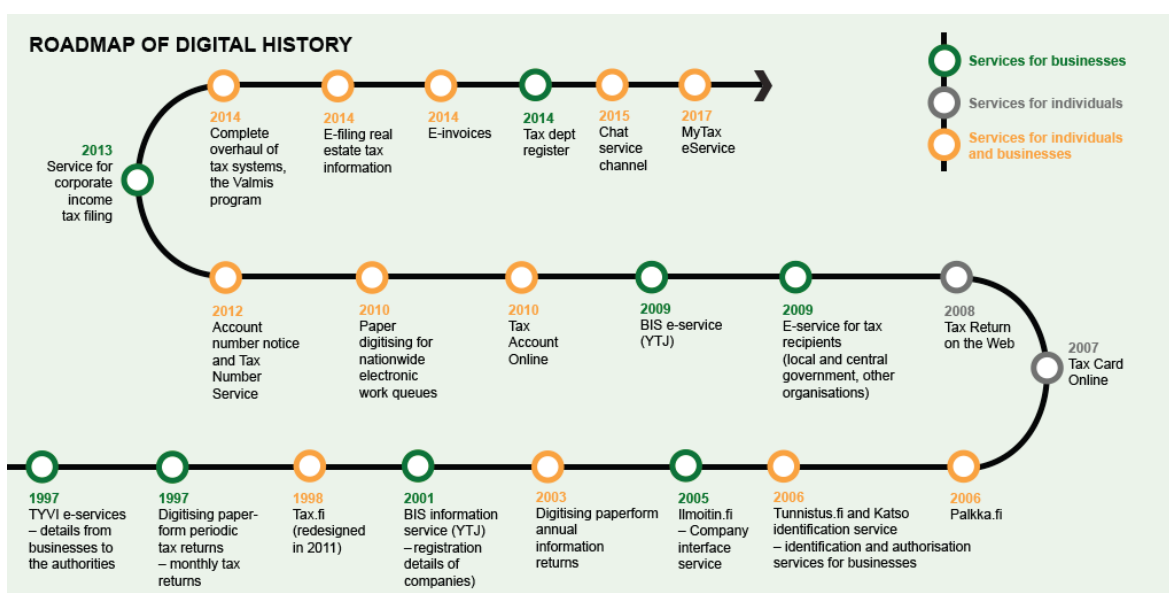 ROADMAP OF DIGITAL HISTORY
Services for businesses
Services for individuals
Services for individuals
and businesses
2014
Complete
overhaul of
tax systems,
the Valmis
program
2014
E-filing real
estate tax
information
2014
E-invoices
2014
Tax dept
register
2015
Chat
service
channel
2017
MyTax
eService
2013
Service for
corporate
income
tax filing
2012
Account
number notice
and Tax
Number
Service
2010
Paper
digitising for
nationwide
electronic
work queues
2010
Tax
Account
Online
2009
BIS e-service
(YTJ)
2009
E-service for tax
recipients
(local and central
government, other
organisations)
2008
Tax Return
on the Web
2007
Tax Card
Online
1997
TYVI e-services
– details from
businesses to
the authorities
1997
Digitising paper-
form periodic
tax returns
– monthly tax
returns
1998
Tax.fi
(redesigned
in 2011)
2001
BIS information
service (YTJ)
– registration
details of
companies)
2003
Digitising paperform
annual
information
returns
2005
Ilmoitin.fi
– Company
interface
service
2006
Tunnistus.fi and Katso
identification service
– identification and authorisation
services for businesses
2006
Palkka.fi